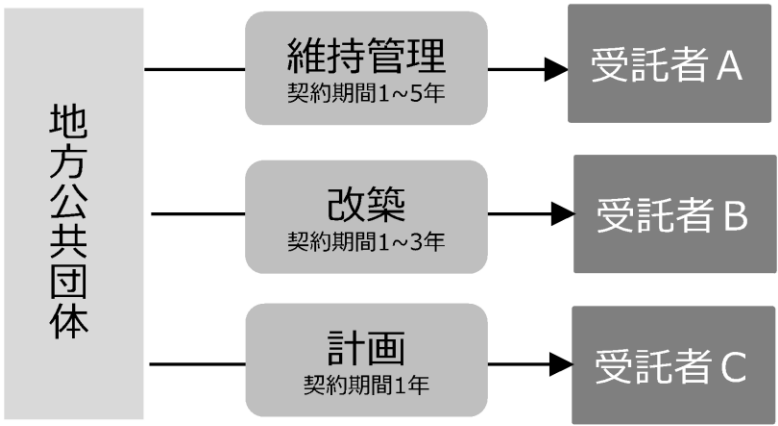 地方公共団体
維持管理
契約期間1~5年
受託者A
改築
契約期間1~3年
受託者B
計画
契約期間1年
受託者C